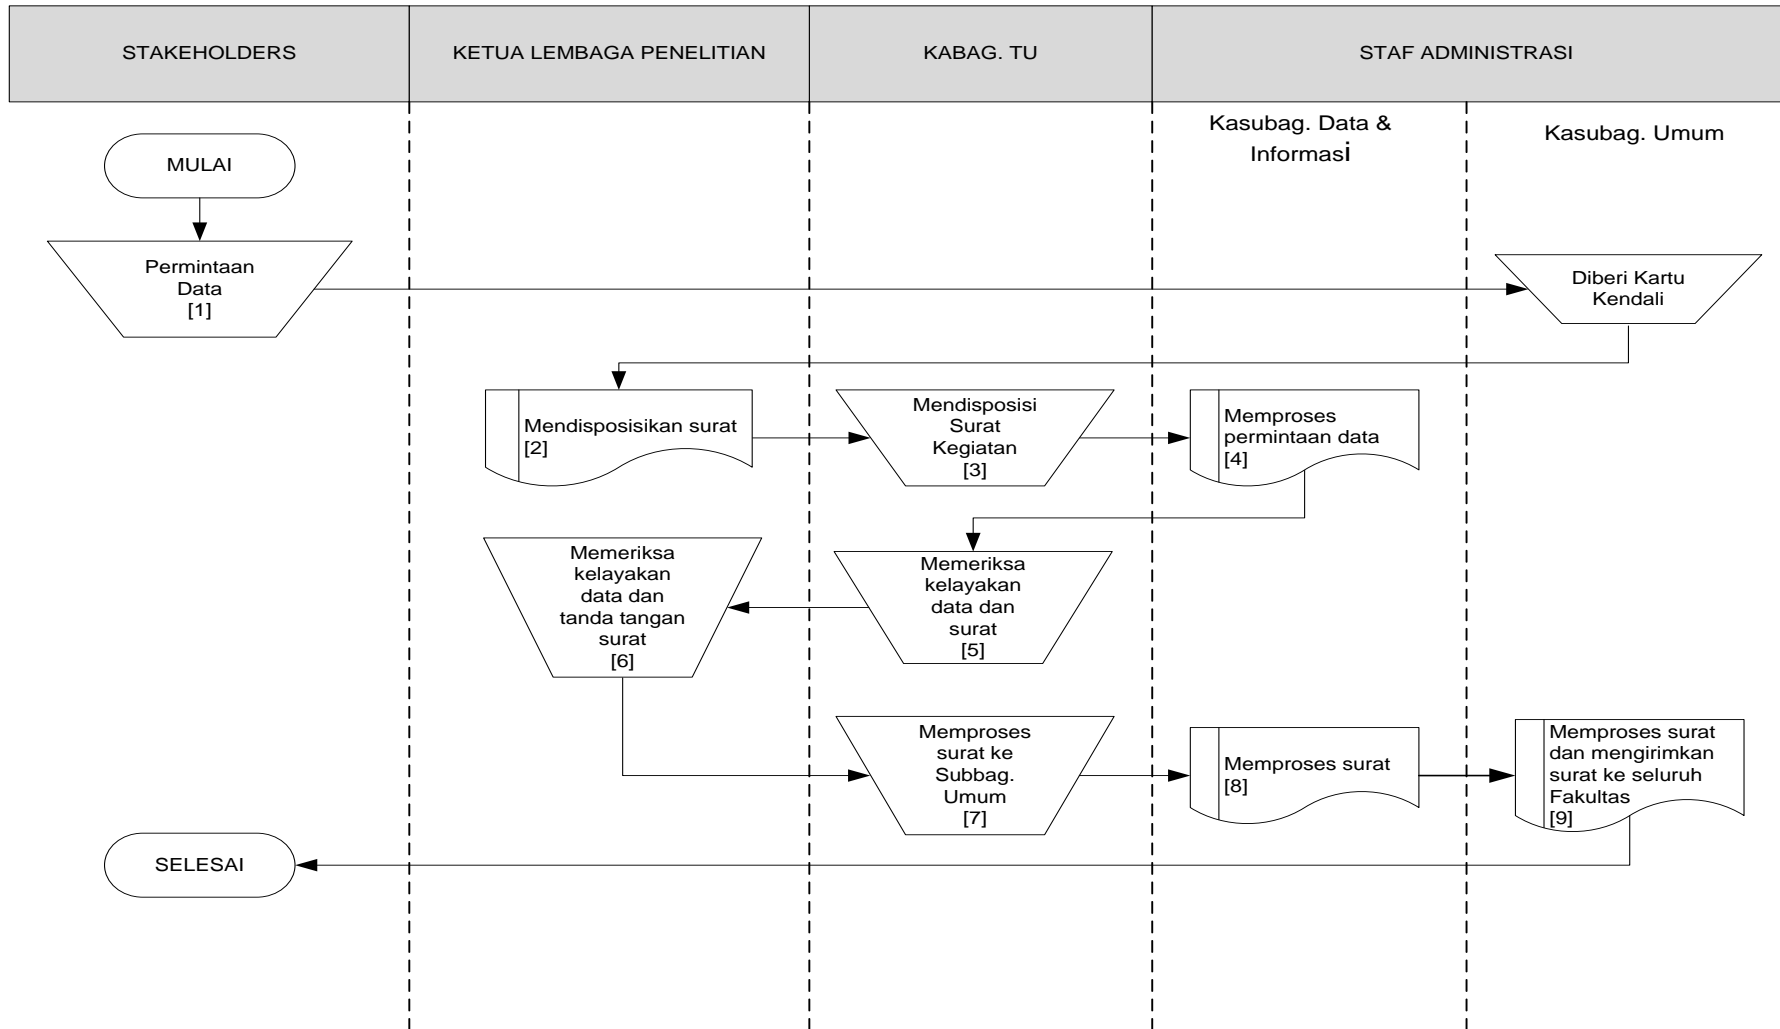 STAKEHOLDERS
KETUA LEMBAGA PENELITIAN
KABAG. TU
STAF ADMINISTRASI
Kasubag. Data &
Informasi
Kasubag. Umum
MULAI
Permintaan
Data
[1]
Diberi Kartu
Kendali
Mendisposisikan surat
[2]
Mendisposisi
Surat
Kegiatan
[3]
Memproses
permintaan data
[4]
Memeriksa
kelayakan
data dan
tanda tangan
surat
[6]
Memeriksa
kelayakan
data dan
surat
[5]
Memproses
surat ke
Subbag.
Umum
[7]
Memproses surat
[8]
Memproses surat
dan mengirimkan
surat ke seluruh
Fakultas
[9]
SELESAI